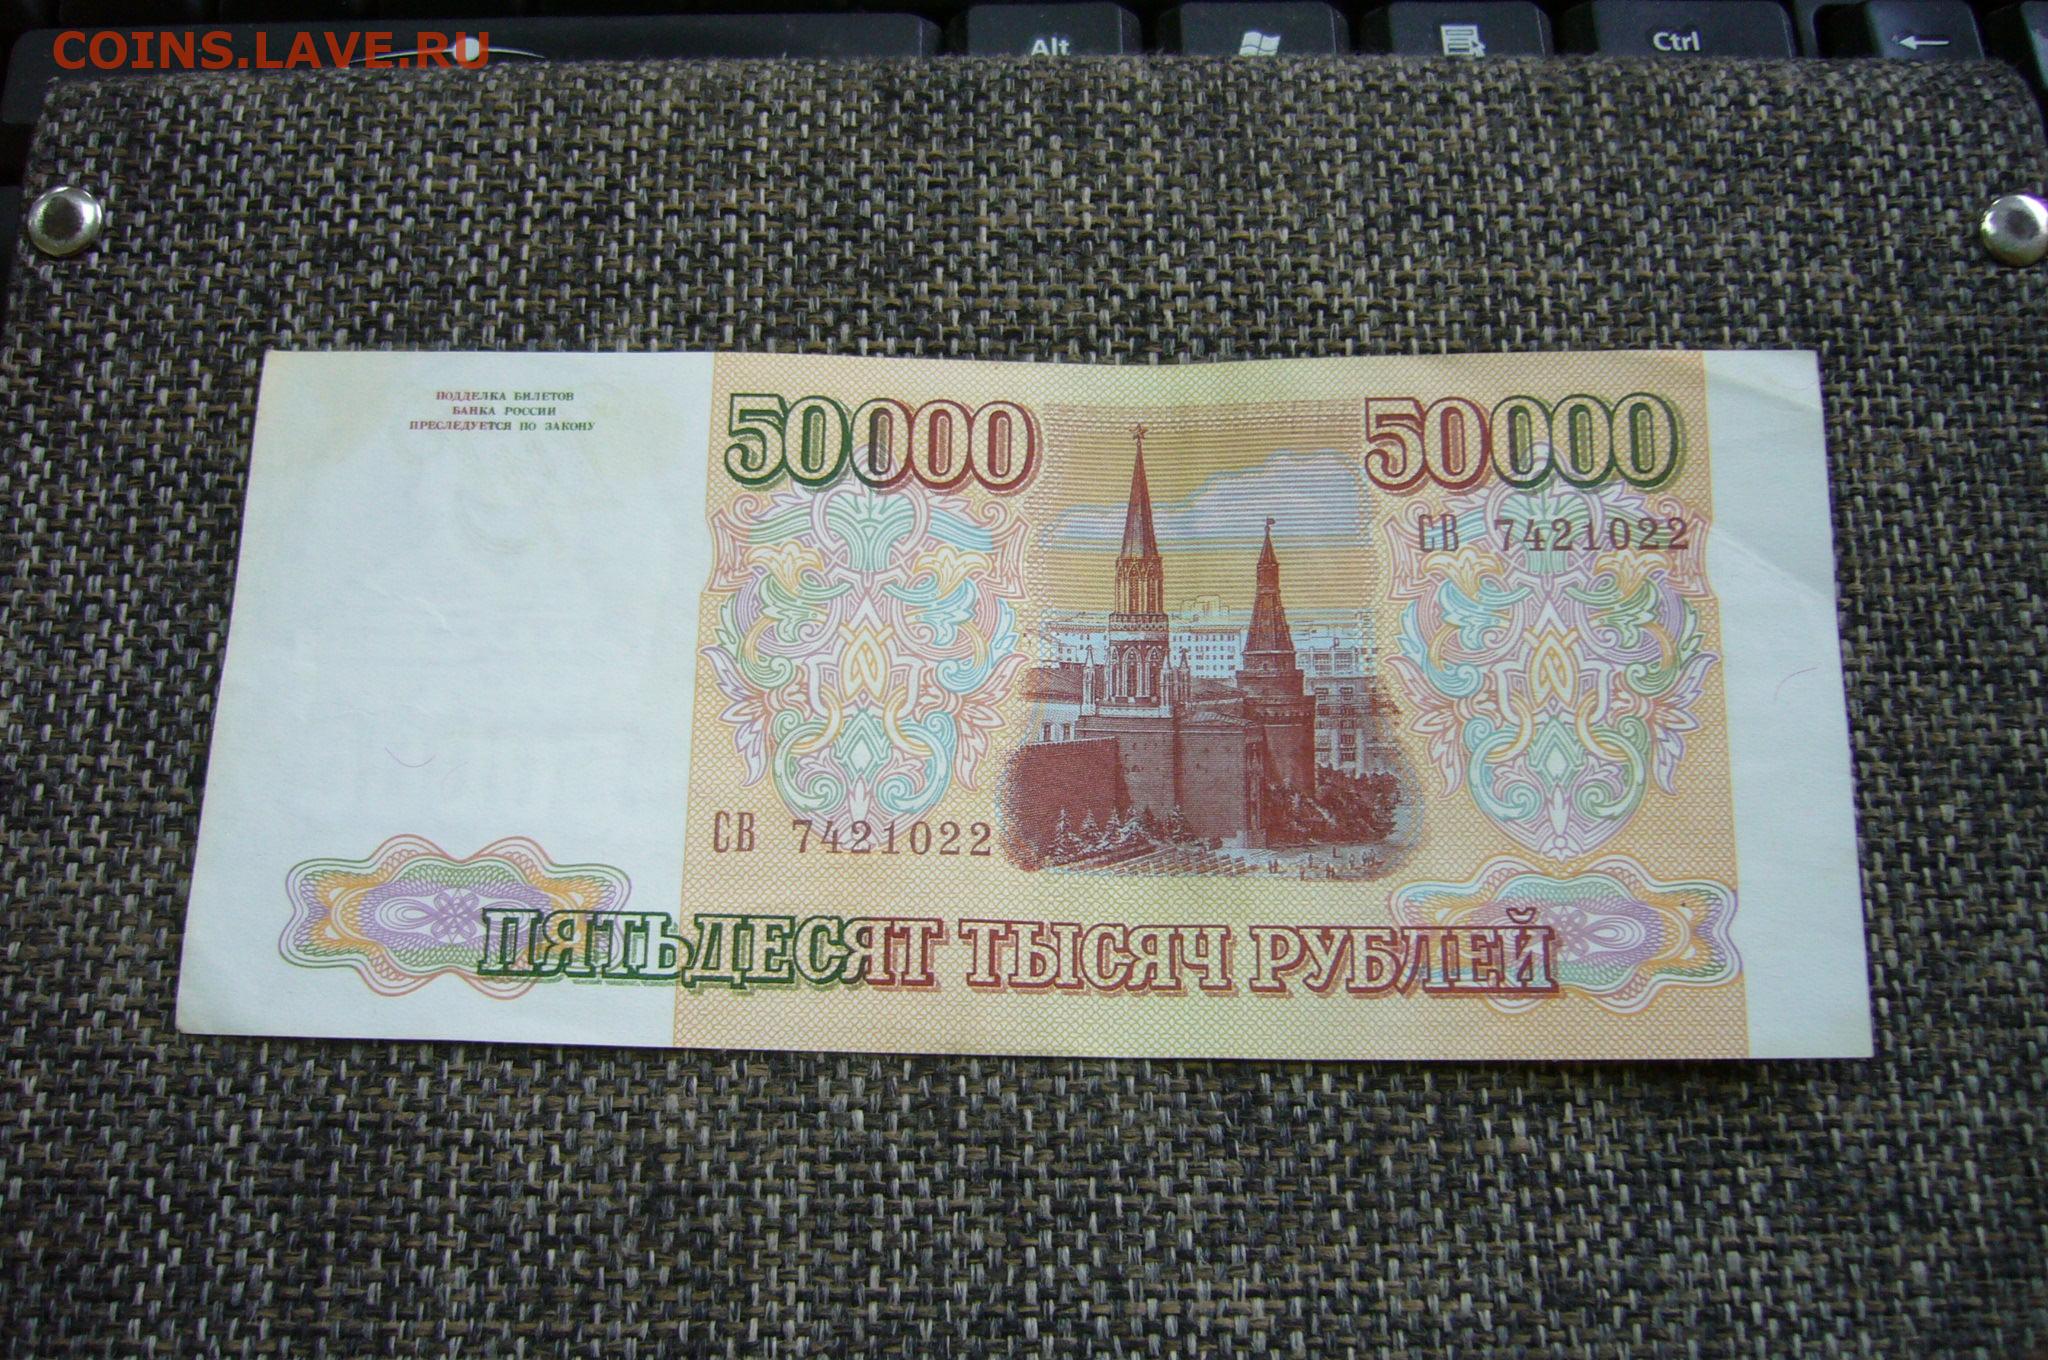 COINS.LAVE.RU
Alt
Ctrl
ПОДДЕЛКА БИЛЕТОВ
БАНКА РОССИИ
ПРЕСЛЕДУЕТСЯ ПО ЗАКОНУ
50000
50000
СВ 7421022
СВ 7421022
ПЯТЬДЕСЯТ ТЫСЯЧ РУБЛЕЙ